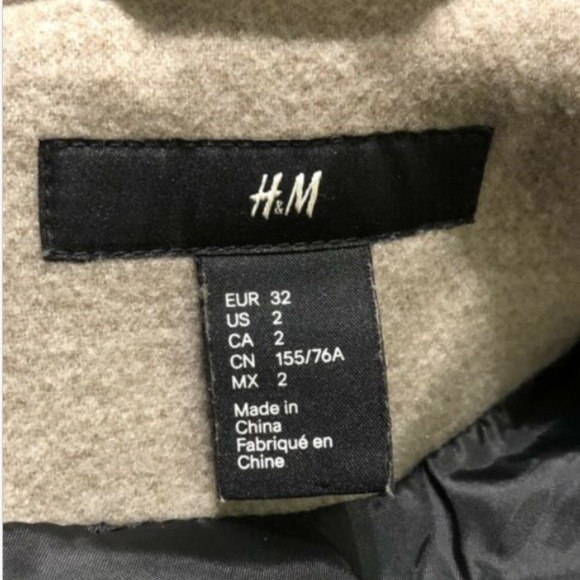 H&M
EUR 32
US 2
CA 2
CN 155/76A
MX 2
Made in
China
Fabriqué en
Chine